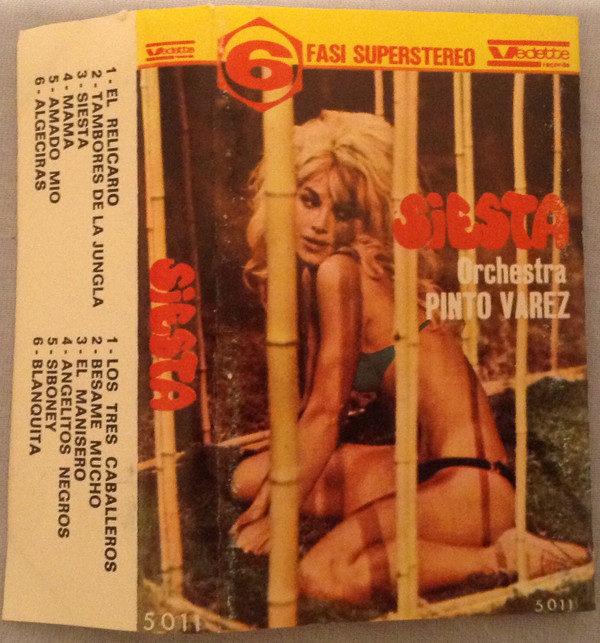 1 - EL RELICARIO
2 - TAMBORES DE LA JUNGLA
3 - SIESTA
4 - MAMA
5 - AMADO MIO
6 - ALGECIRAS
1 - LOS TRES CABALLEROS
2 - BESAME MUCHO
3 - EL MANISERO
4 - ANGELITOS NEGROS
5 - SIBONEY
6 - BLANQUITA
Vedette
records
SIESTA
5011
6 FASI SUPERSTEREO
Vedette
records
SIESTA
Orchestra
PINTO VAREZ
5011